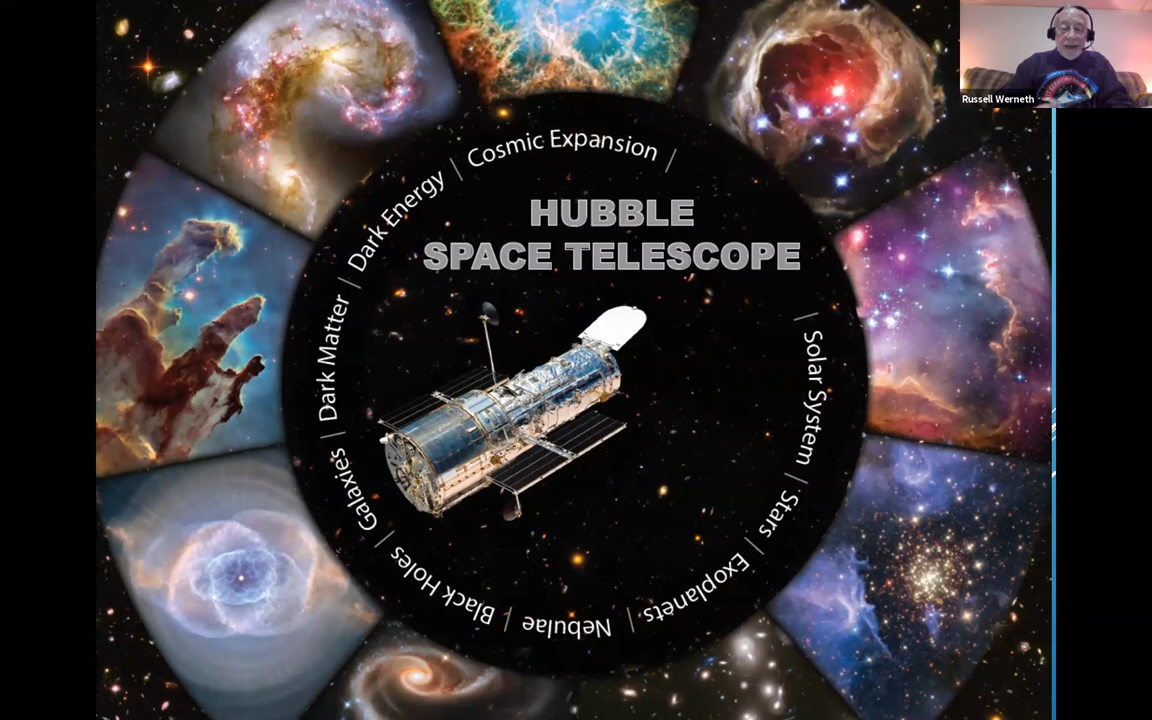 Russell Werneth
HUBBLE
SPACE TELESCOPE
Solar System | Stars | Exoplanets | Nebulae | Black Holes | Galaxies | Dark Matter | Dark Energy | Cosmic Expansion |